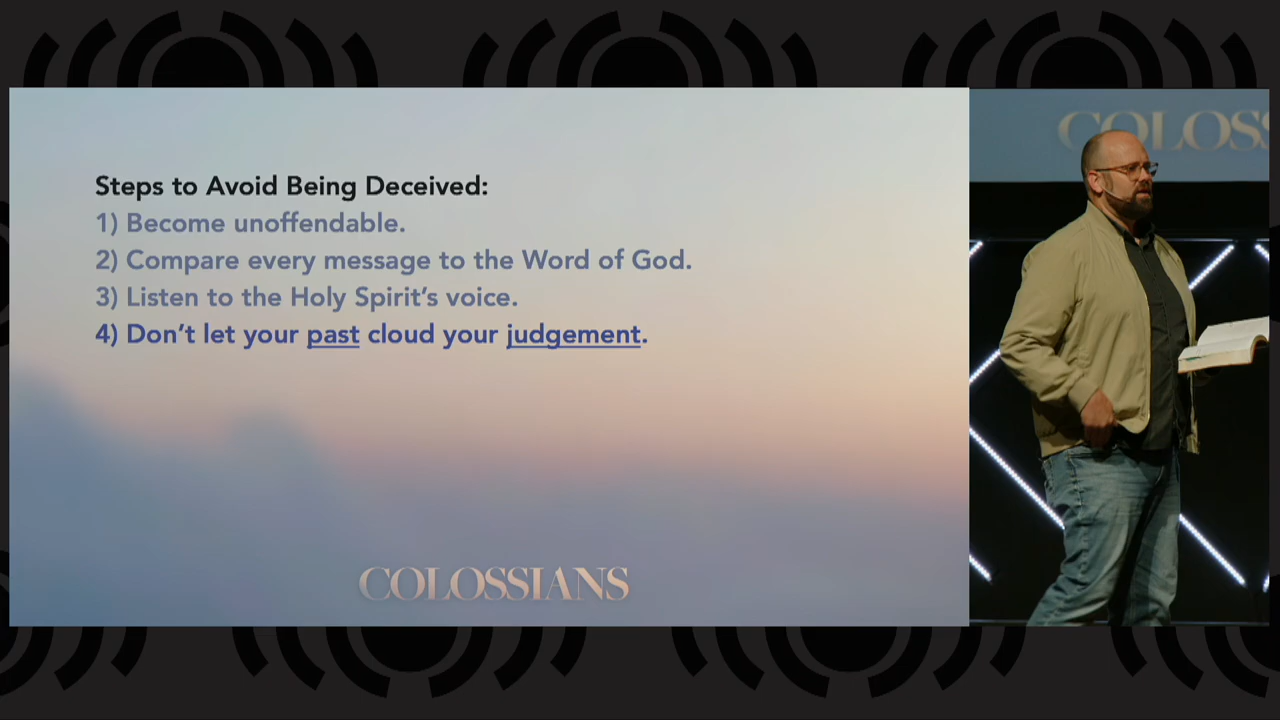 Steps to Avoid Being Deceived:
1) Become unoffendable.
2) Compare every message to the Word of God.
3) Listen to the Holy Spirit’s voice.
4) Don’t let your past cloud your judgement.
COLOSSIANS
COLOSS